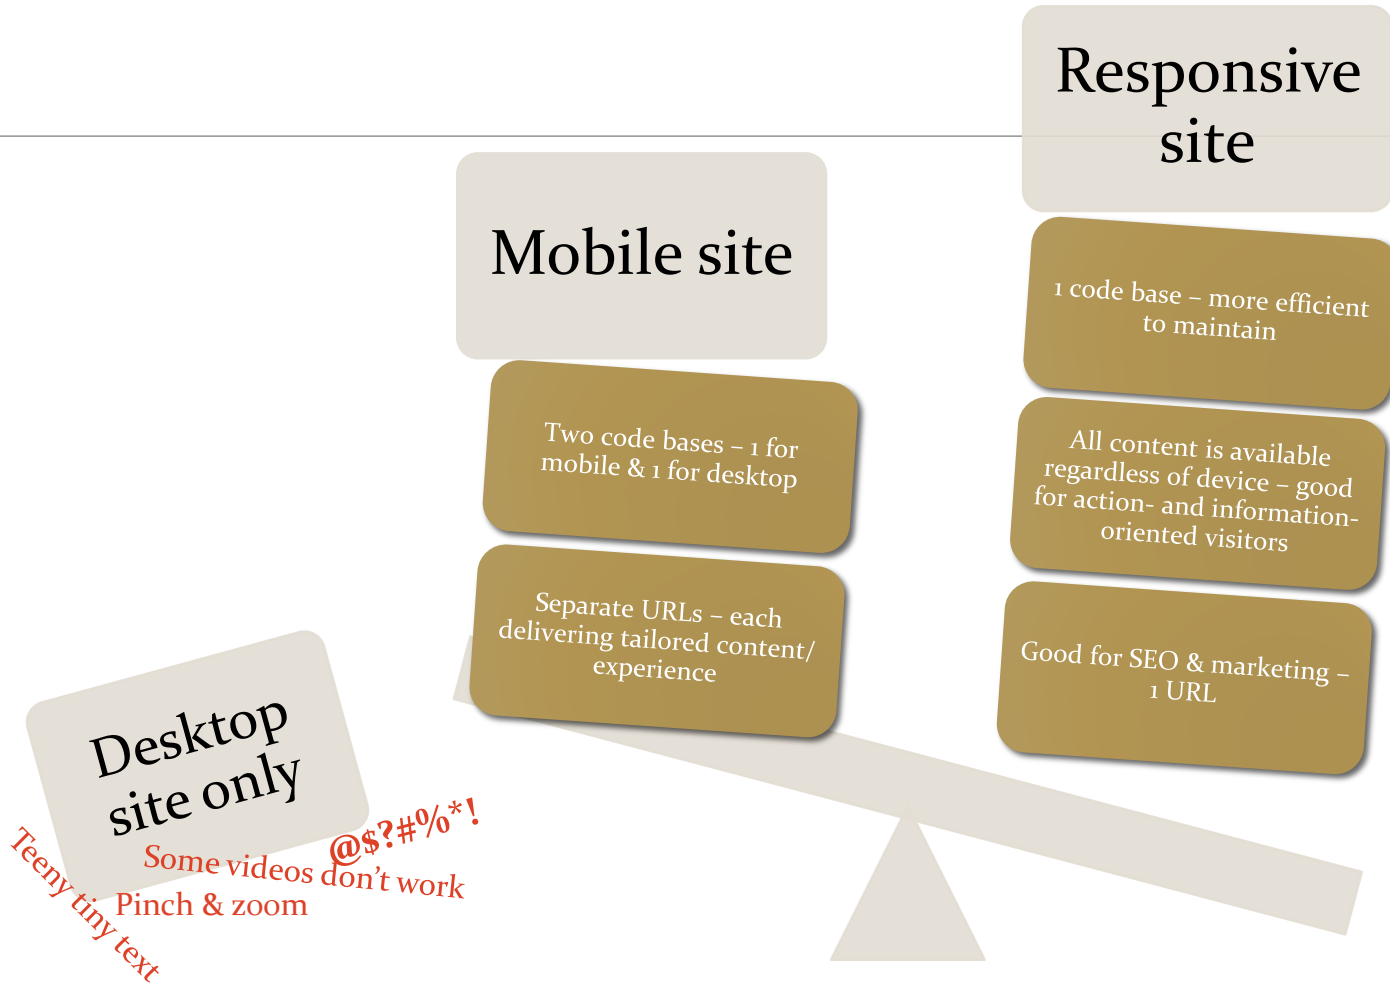 Responsive
site
1 code base – more efficient
to maintain
All content is available
regardless of device – good
for action- and information-
oriented visitors
Good for SEO & marketing –
1 URL
Mobile site
Two code bases – 1 for
mobile & 1 for desktop
Separate URLs – each
delivering tailored content/
experience
Desktop
site only
@$?#%*!
Some videos don’t work
Pinch & zoom
Teeny tiny text